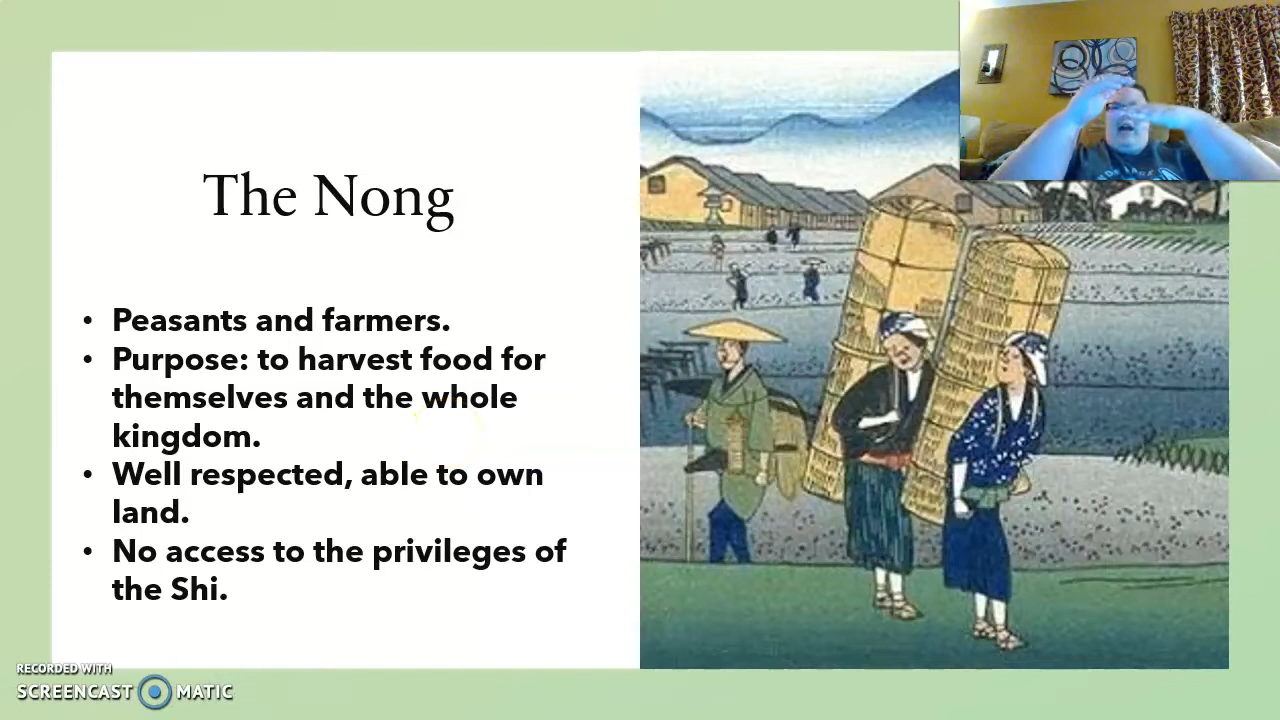 The Nong
• Peasants and farmers.
• Purpose: to harvest food for
themselves and the whole
kingdom.
• Well respected, able to own
land.
• No access to the privileges of
the Shi.
RECORDED WITH
SCREENCAST MATIC